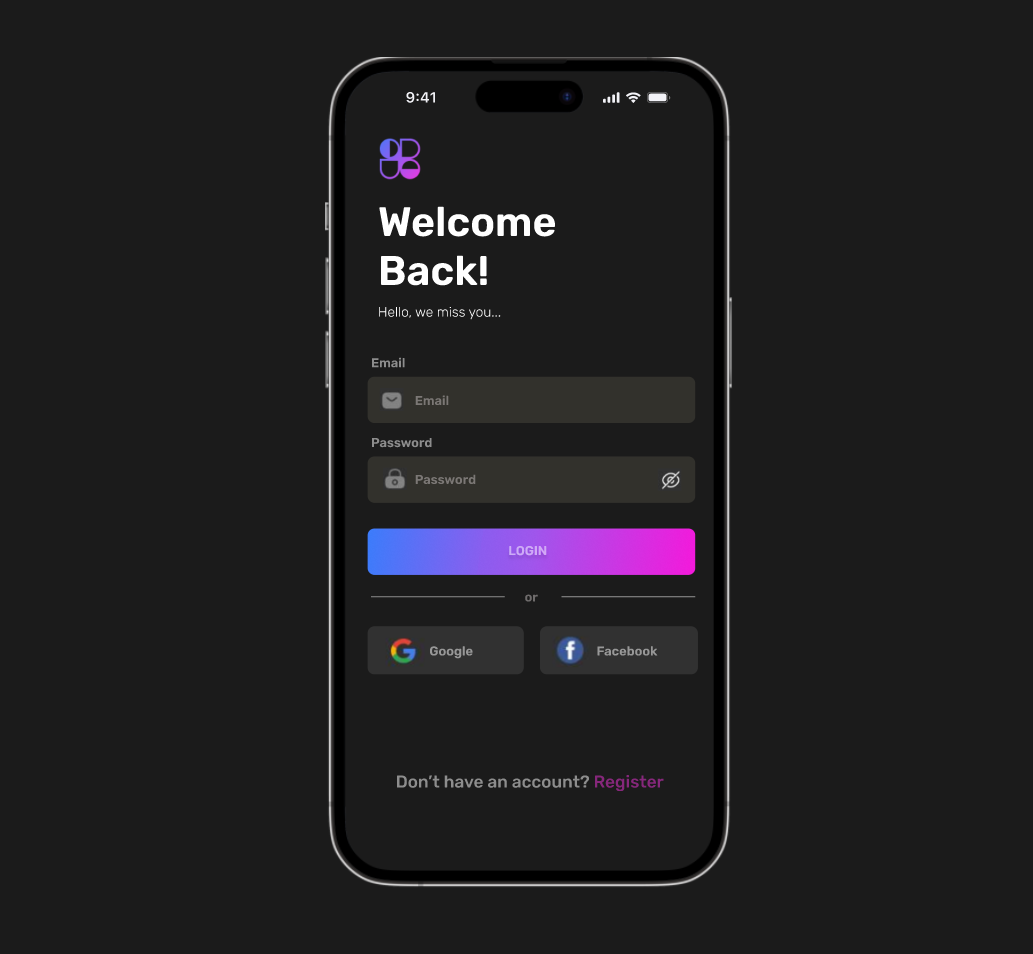 9:41
Welcome
Back!
Hello, we miss you...
Email
Email
Password
Password
LOGIN
or
Google
Facebook
Don’t have an account? Register